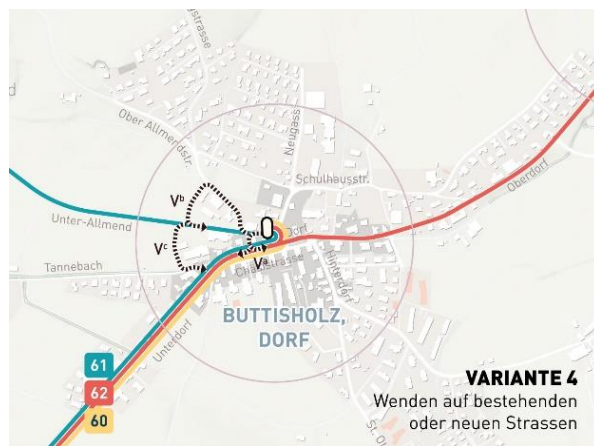 Ober Allmendstr.
Neugass
Schulhausstr.
Oberdorf
Vᵇ
Unter-Allmend
Dorf
Vᶜ
Vᵃ
Tannebach
Hinterdorf
BUTTISHOLZ,
DORF
Unterdorf
61
62
60
VARIANTE 4
Wenden auf bestehenden
oder neuen Strassen